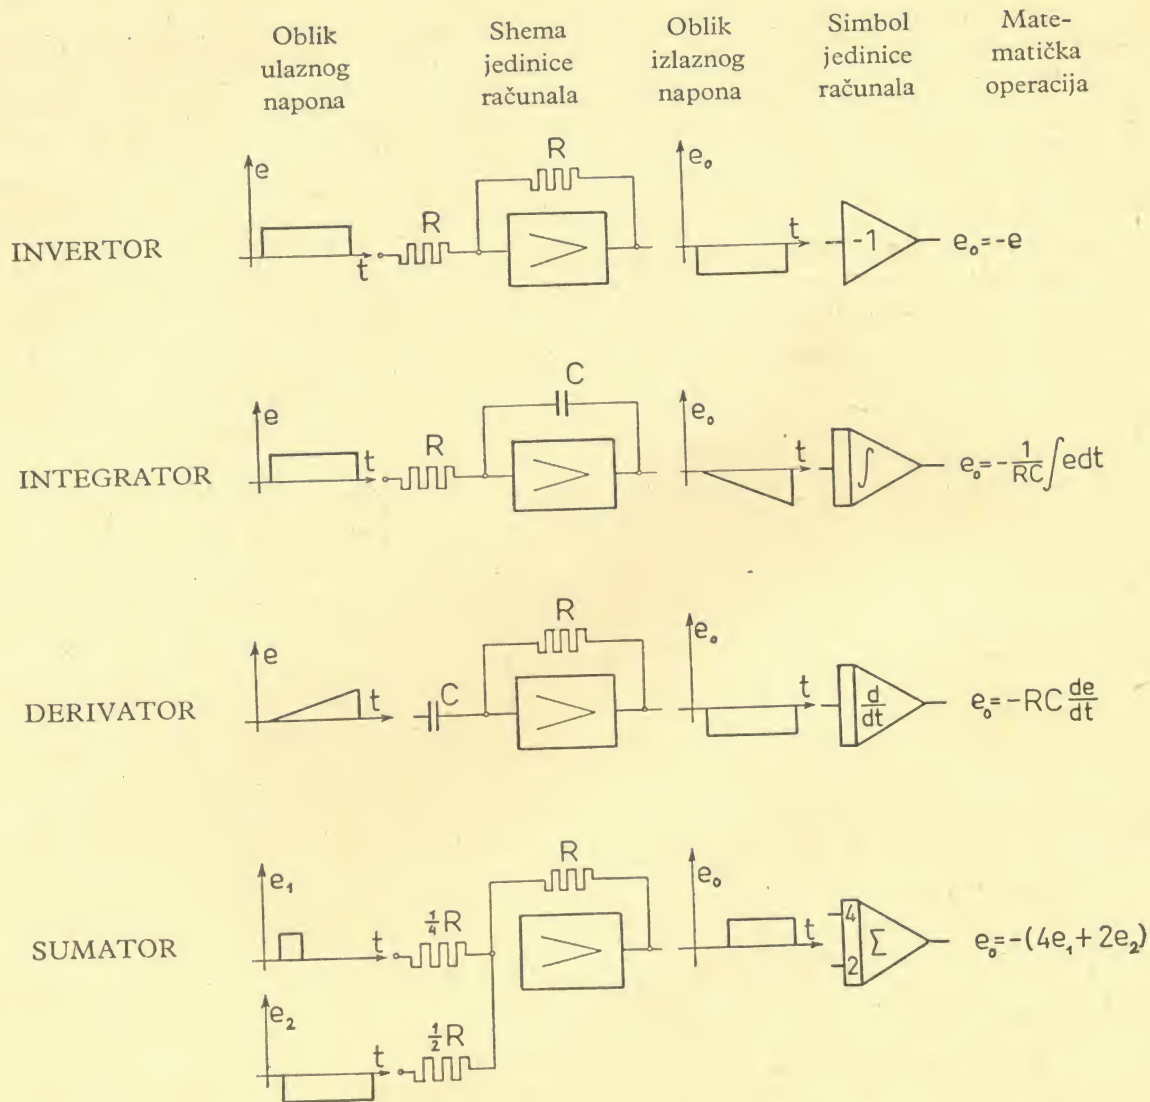 Oblik
ulaznog
napona
Shema
jedinice
računala
Oblik
izlaznog
napona
Simbol
jedinice
računala
Mate-
matička
operacija
INVERTOR
e
t
R
R
e₀
t
-1
e₀=-e
INTEGRATOR
e
t
R
C
e₀
t
∫
e₀=-1/RC∫edt
DERIVATOR
e
t
C
R
e₀
t
d/dt
e₀=-RC de/dt
SUMATOR
e₁
t
¼R
R
e₀
t
4
2
Σ
e₀=-(4e₁+2e₂)
e₂
t
½R